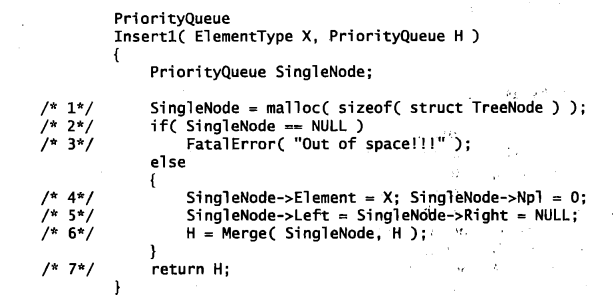 PriorityQueue
Insert1( ElementType X, PriorityQueue H )
{
PriorityQueue SingleNode;
/* 1*/ SingleNode = malloc( sizeof( struct TreeNode ) );
/* 2*/ if( SingleNode == NULL )
/* 3*/ FatalError( "Out of space!!!" );
else
{
/* 4*/ SingleNode->Element = X; SingleNode->Npl = 0;
/* 5*/ SingleNode->Left = SingleNode->Right = NULL;
/* 6*/ H = Merge( SingleNode, H );
}
/* 7*/ return H;
}